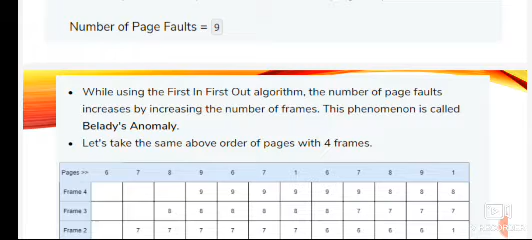 Number of Page Faults = 9
While using the First In First Out algorithm, the number of page faults
increases by increasing the number of frames. This phenomenon is called
Belady's Anomaly.
Let's take the same above order of pages with 4 frames.
Pages >> 6 7 8 9 6 7 1 6 7 8 9 1
Frame 4 9 9 9 9 9 9 8 8 8
Frame 3 8 8 8 8 8 8 7 7 7 7
Frame 2 7 7 7 7 7 7 6 6 6 6 1
RECORDER